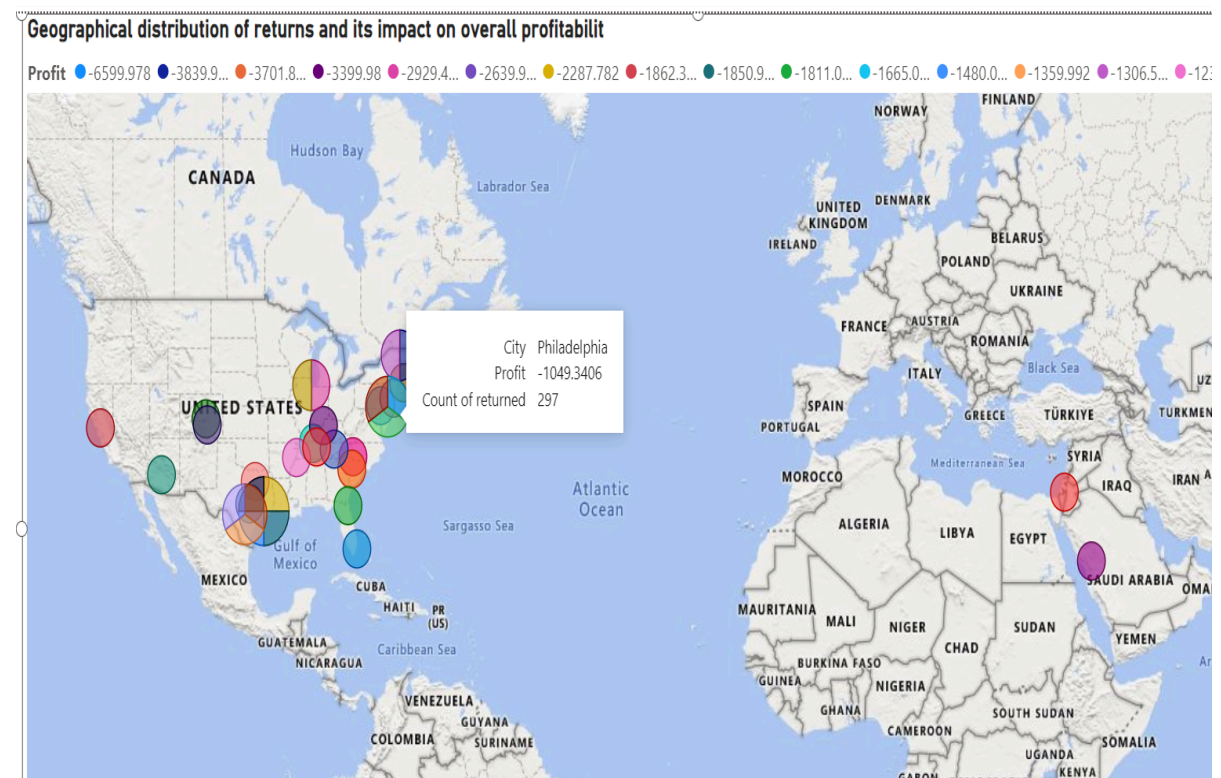 Geographical distribution of returns and its impact on overall profitabilit
Profit -6599.978 -3839.9... -3701.8... -3399.98 -2929.4... -2639.9... -2287.782 -1862.3... -1850.9... -1811.0... -1665.0... -1480.0... -1359.992 -1306.5... -123
FINLAND
NORWAY
Hudson Bay
CANADA
Labrador Sea
DENMARK
UNITED
KINGDOM
IRELAND
BELARUS
POLAND
UKRAINE
FRANCE
AUSTRIA
ROMANIA
City Philadelphia
Profit -1049.3406
Count of returned 297
ITALY
Black Sea
UZ
UNITED STATES
SPAIN
PORTUGAL
GREECE
TÜRKIYE
TURKMEN
SYRIA
Mediterranean Sea
MOROCCO
IRAQ
IRAN A
Atlantic
Ocean
ALGERIA
LIBYA
EGYPT
Sargasso Sea
Gulf of
Mexico
MEXICO
CUBA
SAUDI ARABIA
OMA
HAITI
PR
(US)
MAURITANIA
MALI
NIGER
SUDAN
CHAD
YEMEN
GUATEMALA
Caribbean Sea
NICARAGUA
BURKINA FASO
Ar
GUINEA
NIGERIA
VENEZUELA
GHANA
SOUTH SUDAN
GUYANA
COLOMBIA
SURINAME
CAMEROON
SOMALIA
UGANDA
KENYA
GABON